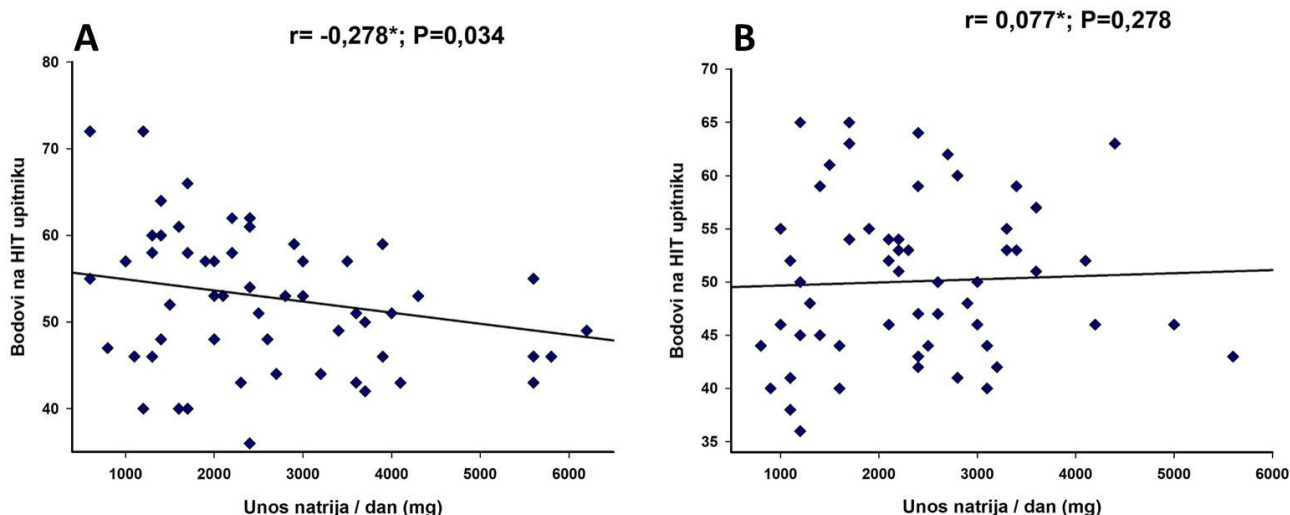 A
r= -0,278*; P=0,034
80
70
60
50
40
Bodovi na HIT upitniku
1000 2000 3000 4000 5000 6000
Unos natrija / dan (mg)
B
r= 0,077*; P=0,278
70
65
60
55
50
45
40
35
Bodovi na HIT upitniku
1000 2000 3000 4000 5000 6000
Unos natrija / dan (mg)